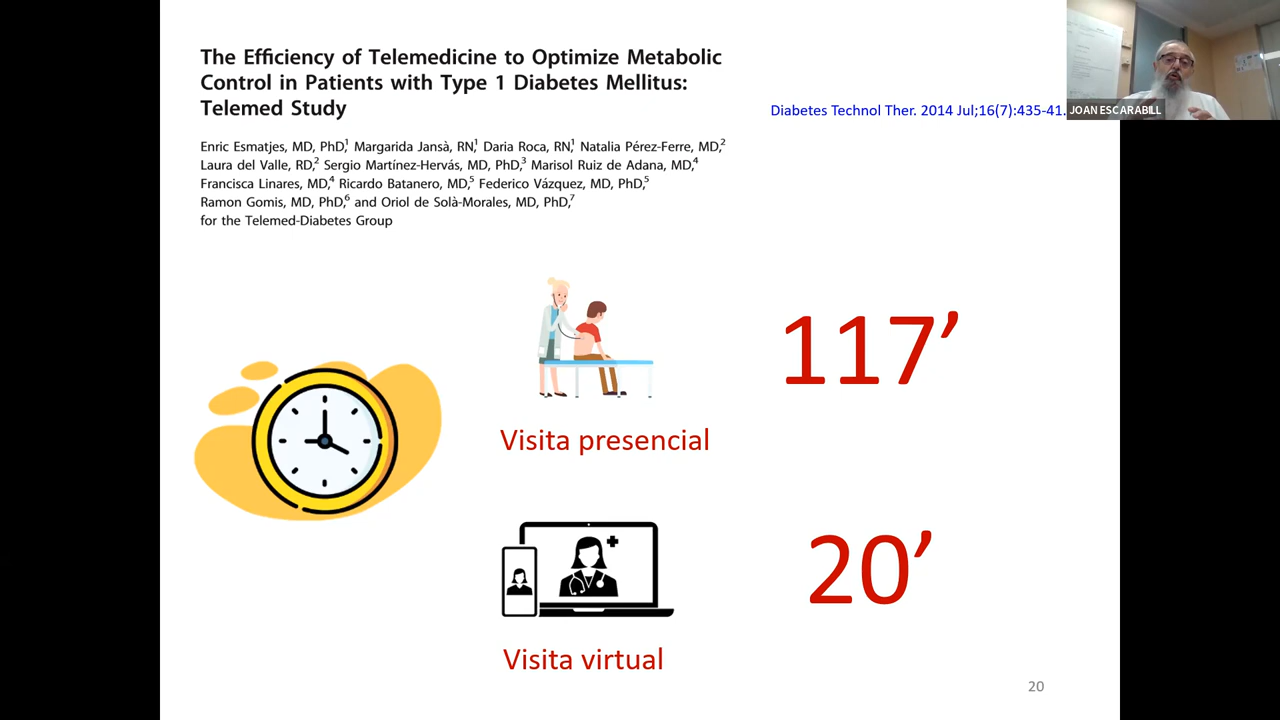 The Efficiency of Telemedicine to Optimize Metabolic
Control in Patients with Type 1 Diabetes Mellitus:
Telemed Study
Diabetes Technol Ther. 2014 Jul;16(7):435-41.
JOAN ESCARABILL
Enric Esmatjes, MD, PhD,1 Margarida Jansà, RN,1 Daria Roca, RN,1 Natalia Pérez-Ferre, MD,2
Laura del Valle, RD,2 Sergio Martínez-Hervás, MD, PhD,3 Marisol Ruiz de Adana, MD,4
Francisca Linares, MD,4 Ricardo Batanero, MD,5 Federico Vázquez, MD, PhD,5
Ramon Gomis, MD, PhD,6 and Oriol de Solà-Morales, MD, PhD,7
for the Telemed-Diabetes Group
117’
Visita presencial
20’
Visita virtual
20